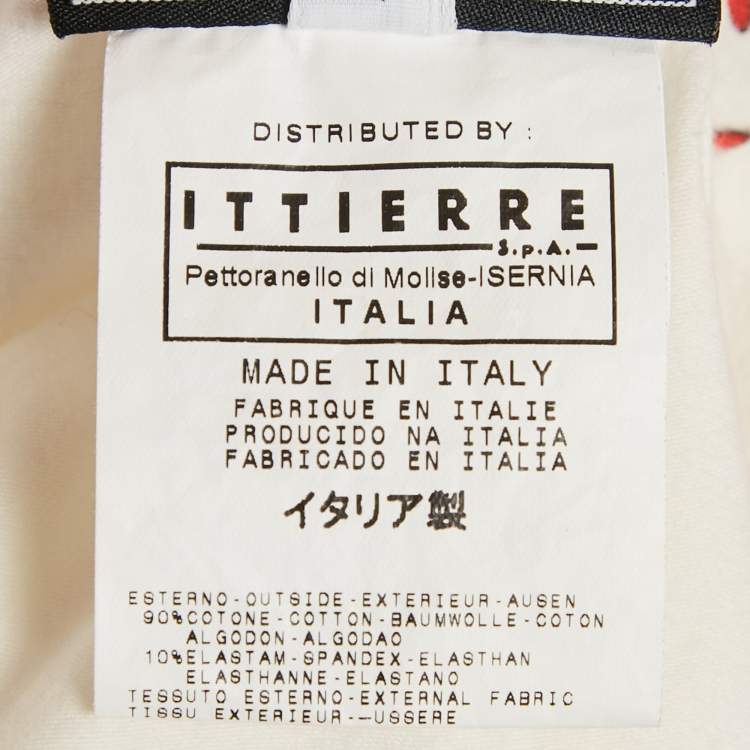 DISTRIBUTED BY :
ITTIERRE
S.p.A.
Pettoranello di Molise-ISERNIA
ITALIA
MADE IN ITALY
FABRIQUE EN ITALIE
PRODUCIDO NA ITALIA
FABRICADO EN ITALIA
イタリア製
ESTERNO-OUTSIDE-EXTERIEUR-AUSEN
90%COTONE-COTTON-BAUMWOLLE-COTON
ALGODON-ALGODAO
10%ELASTAM-SPANDEX-ELASTHAN
ELASTHANNE-ELASTANO
TESSUTO ESTERNO-EXTERNAL FABRIC
TISSU EXTERIEUR-–USSERE